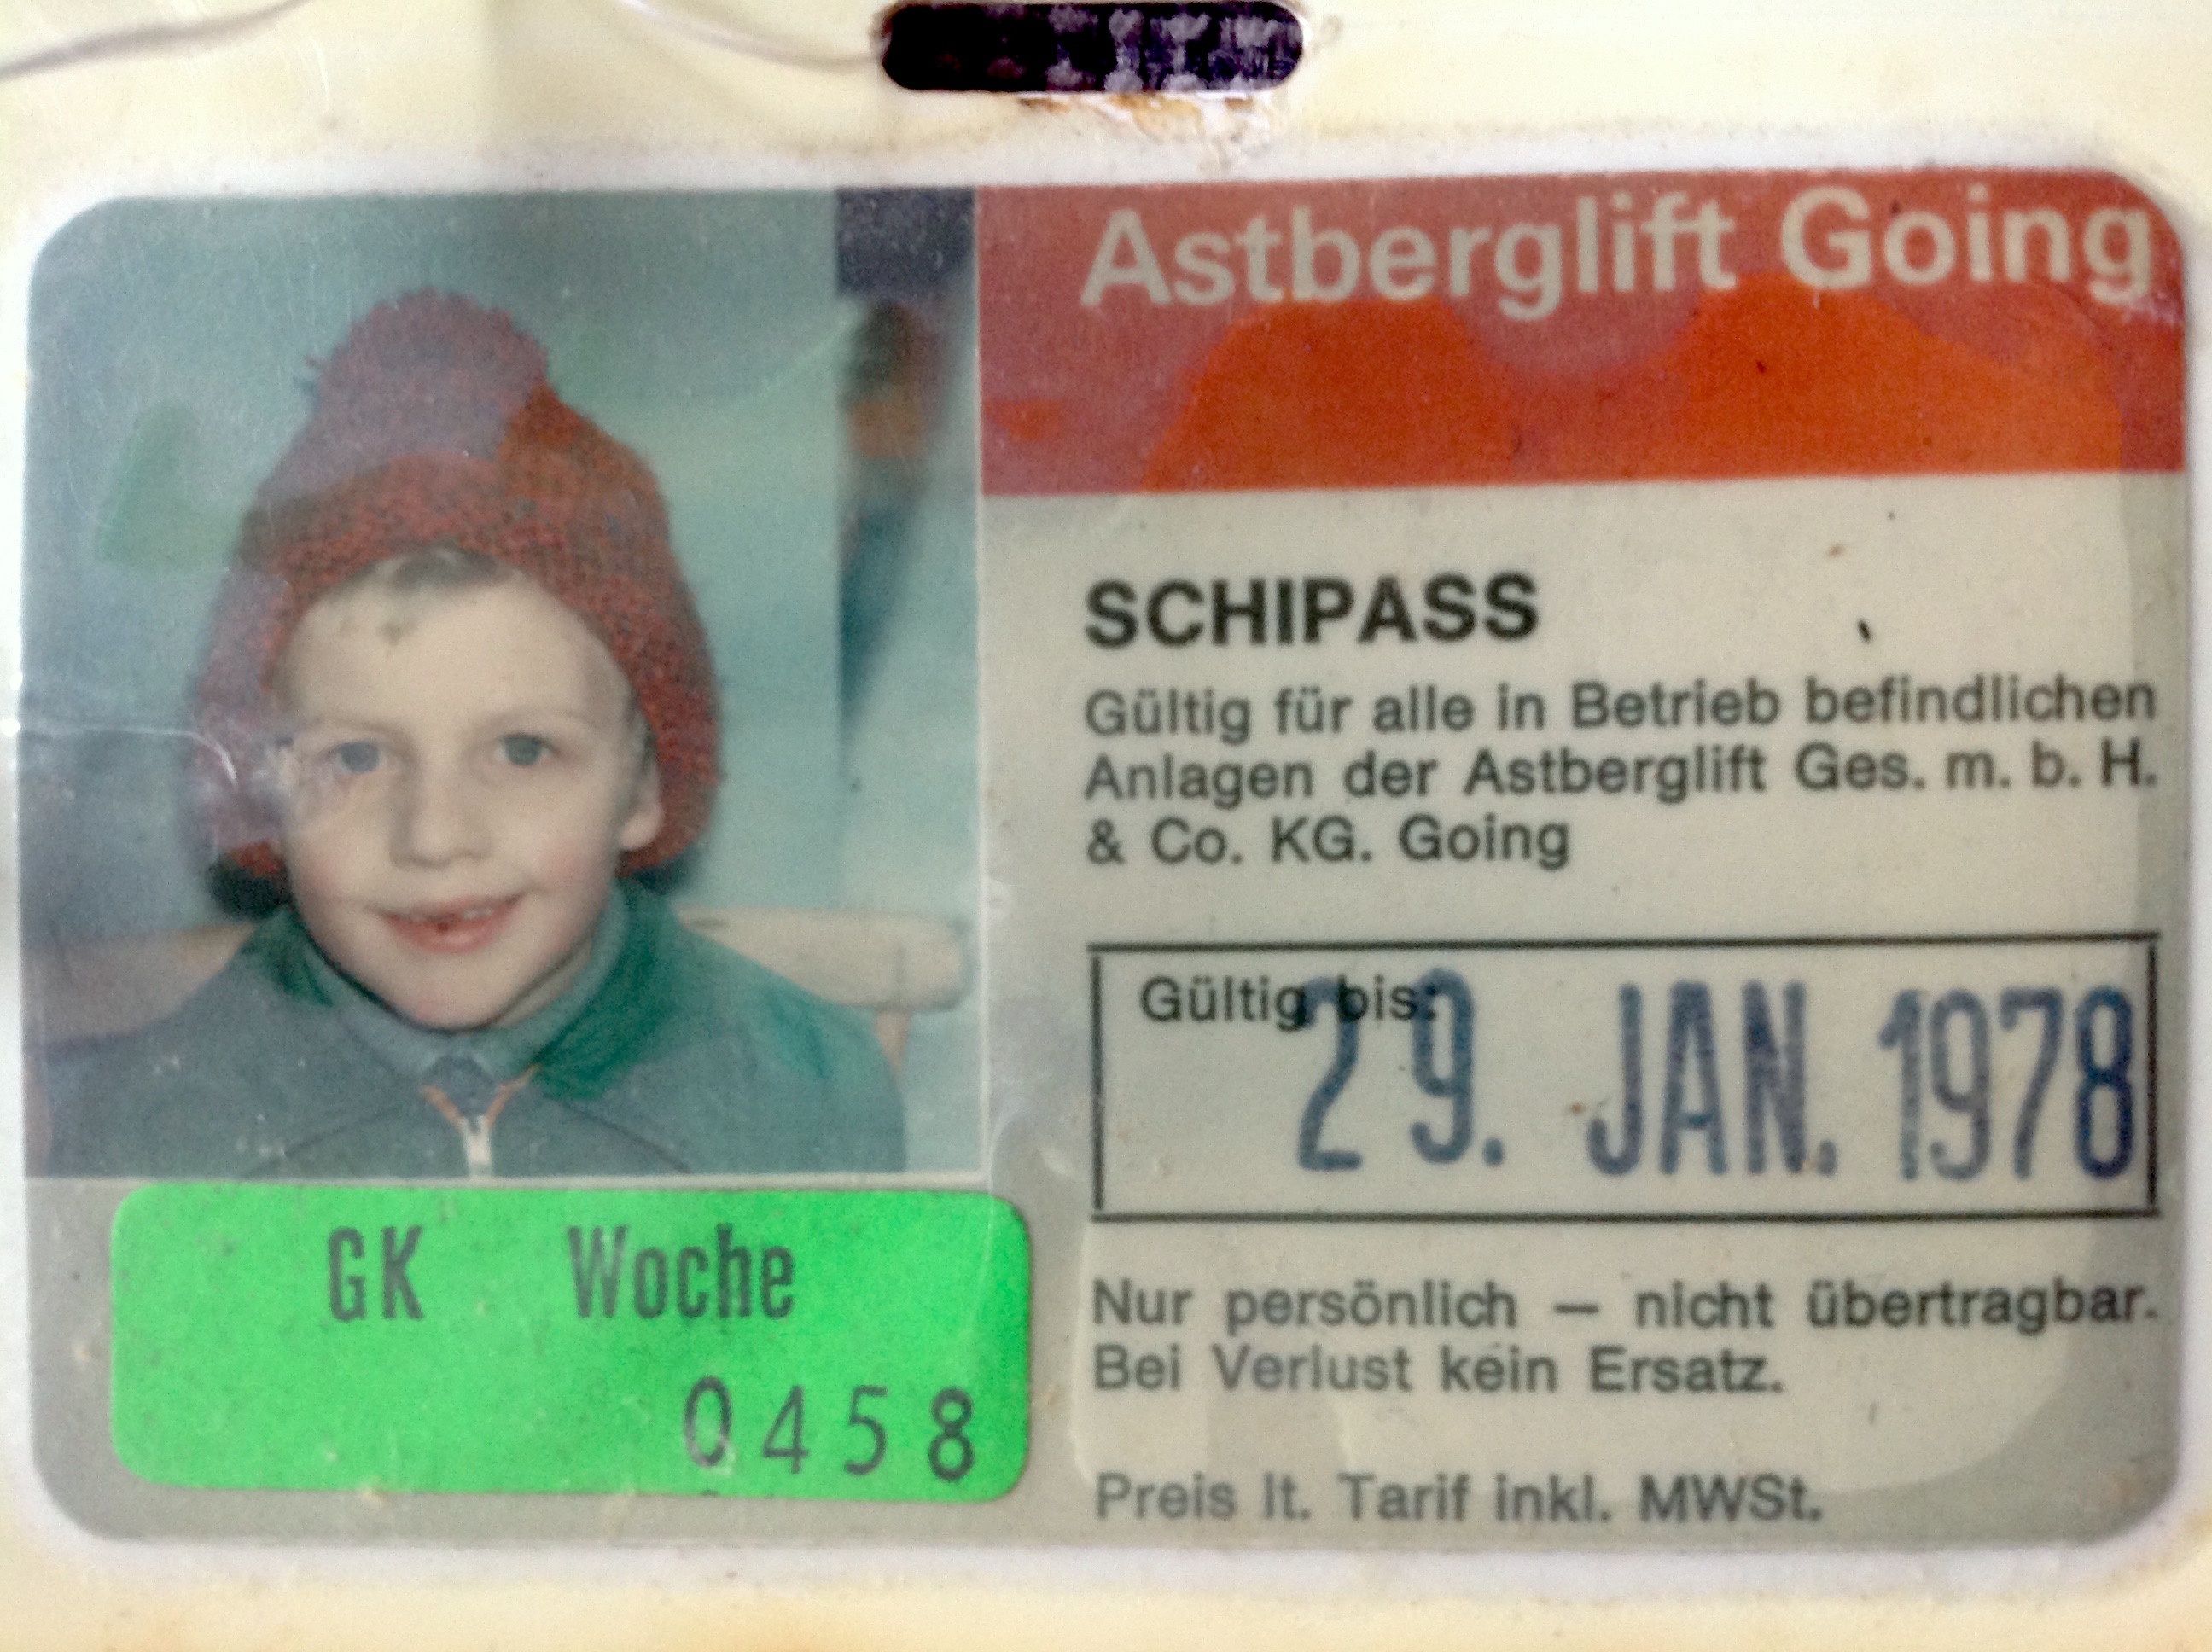 Astberglift Going
SCHIPASS
Gültig für alle in Betrieb befindlichen
Anlagen der Astberglift Ges. m. b. H.
& Co. KG. Going
Gültig bis:
29. JAN. 1978
GK Woche
0458
Nur persönlich — nicht übertragbar.
Bei Verlust kein Ersatz.
Preis lt. Tarif inkl. MWSt.